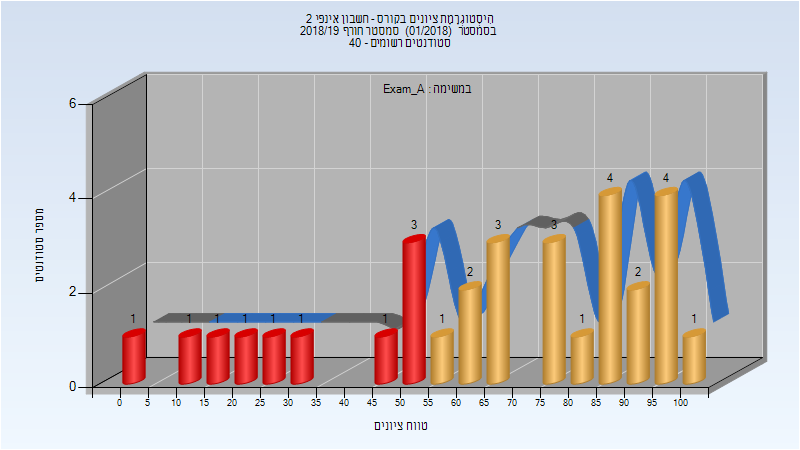 היסטוגרמת ציונים בקורס - חשבון אינפי 2
בסמסטר (01/2018) סמסטר חורף 2018/19
סטודנטים רשומים - 40
במשימה : Exam_A
מספר סטודנטים
6
4
2
0
1 1 1 1 1 1 1 3 1 2 3 3 1 4 2 4 1
0 5 10 15 20 25 30 35 40 45 50 55 60 65 70 75 80 85 90 95 100
טווח ציונים